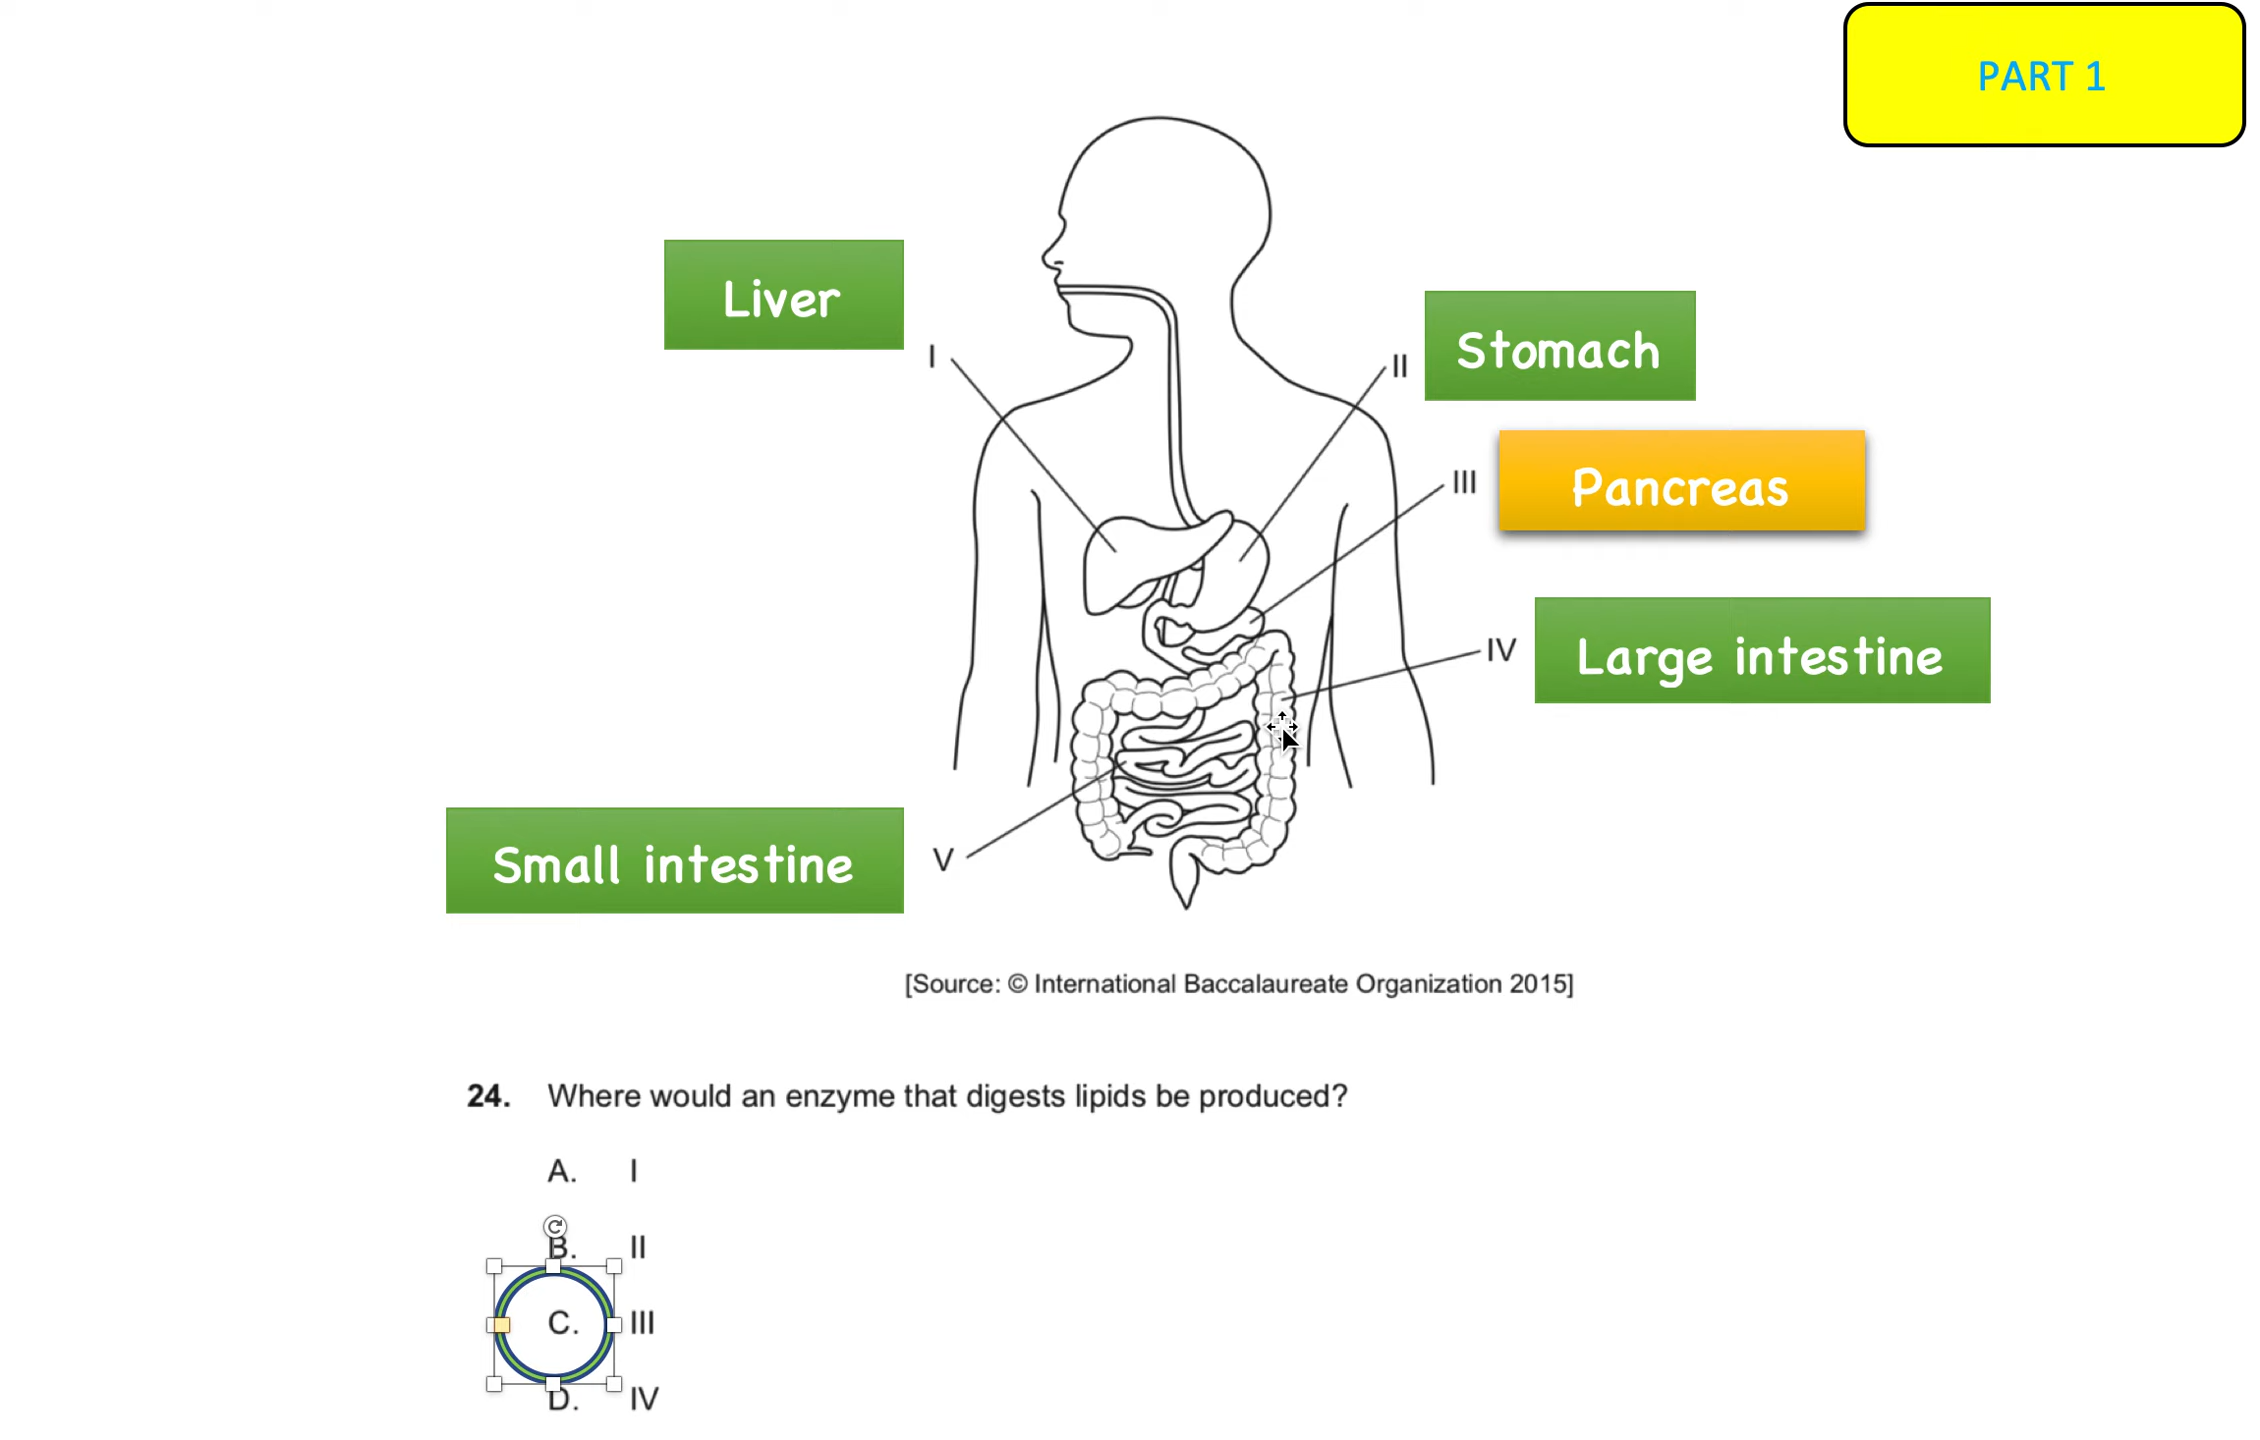 PART 1
Liver
I
II
Stomach
III
Pancreas
IV
Large intestine
Small intestine
V
[Source: © International Baccalaureate Organization 2015]
24. Where would an enzyme that digests lipids be produced?
A. I
B. II
C. III
D. IV